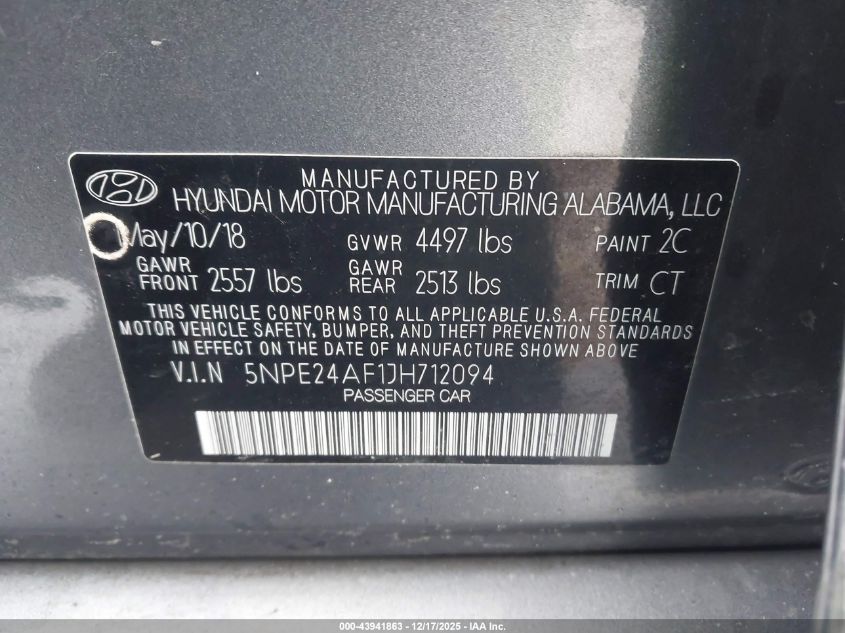 MANUFACTURED BY
HYUNDAI MOTOR MANUFACTURING ALABAMA, LLC
May/10/18 GVWR 4497 lbs PAINT 2C
GAWR FRONT 2557 lbs GAWR REAR 2513 lbs TRIM CT
THIS VEHICLE CONFORMS TO ALL APPLICABLE U.S.A. FEDERAL
MOTOR VEHICLE SAFETY, BUMPER, AND THEFT PREVENTION STANDARDS
IN EFFECT ON THE DATE OF MANUFACTURE SHOWN ABOVE
V.I.N 5NPE24AF1JH712094
PASSENGER CAR
000-43941863 - 12/17/2025 - IAA Inc.